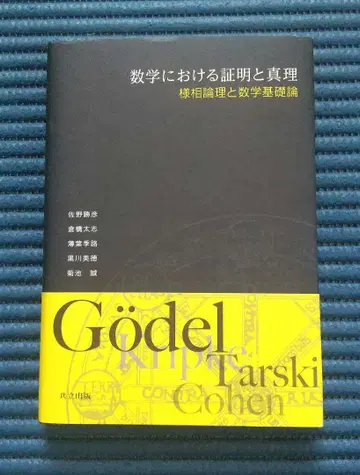 数学における証明と真理
様相論理と数学基礎論
佐野勝彦
倉橋太志
薄葉季路
黒川英徳
菊池 誠
Gödel
Kripke
Tarski
Cohen
共立出版